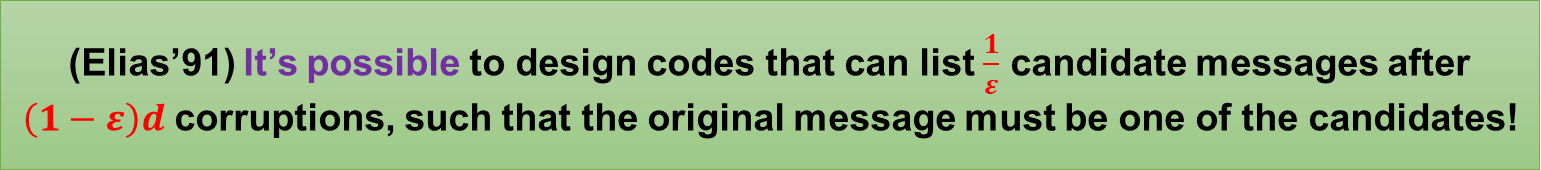 (Elias’91) It’s possible to design codes that can list 1/ε candidate messages after
(1 − ε)d corruptions, such that the original message must be one of the candidates!